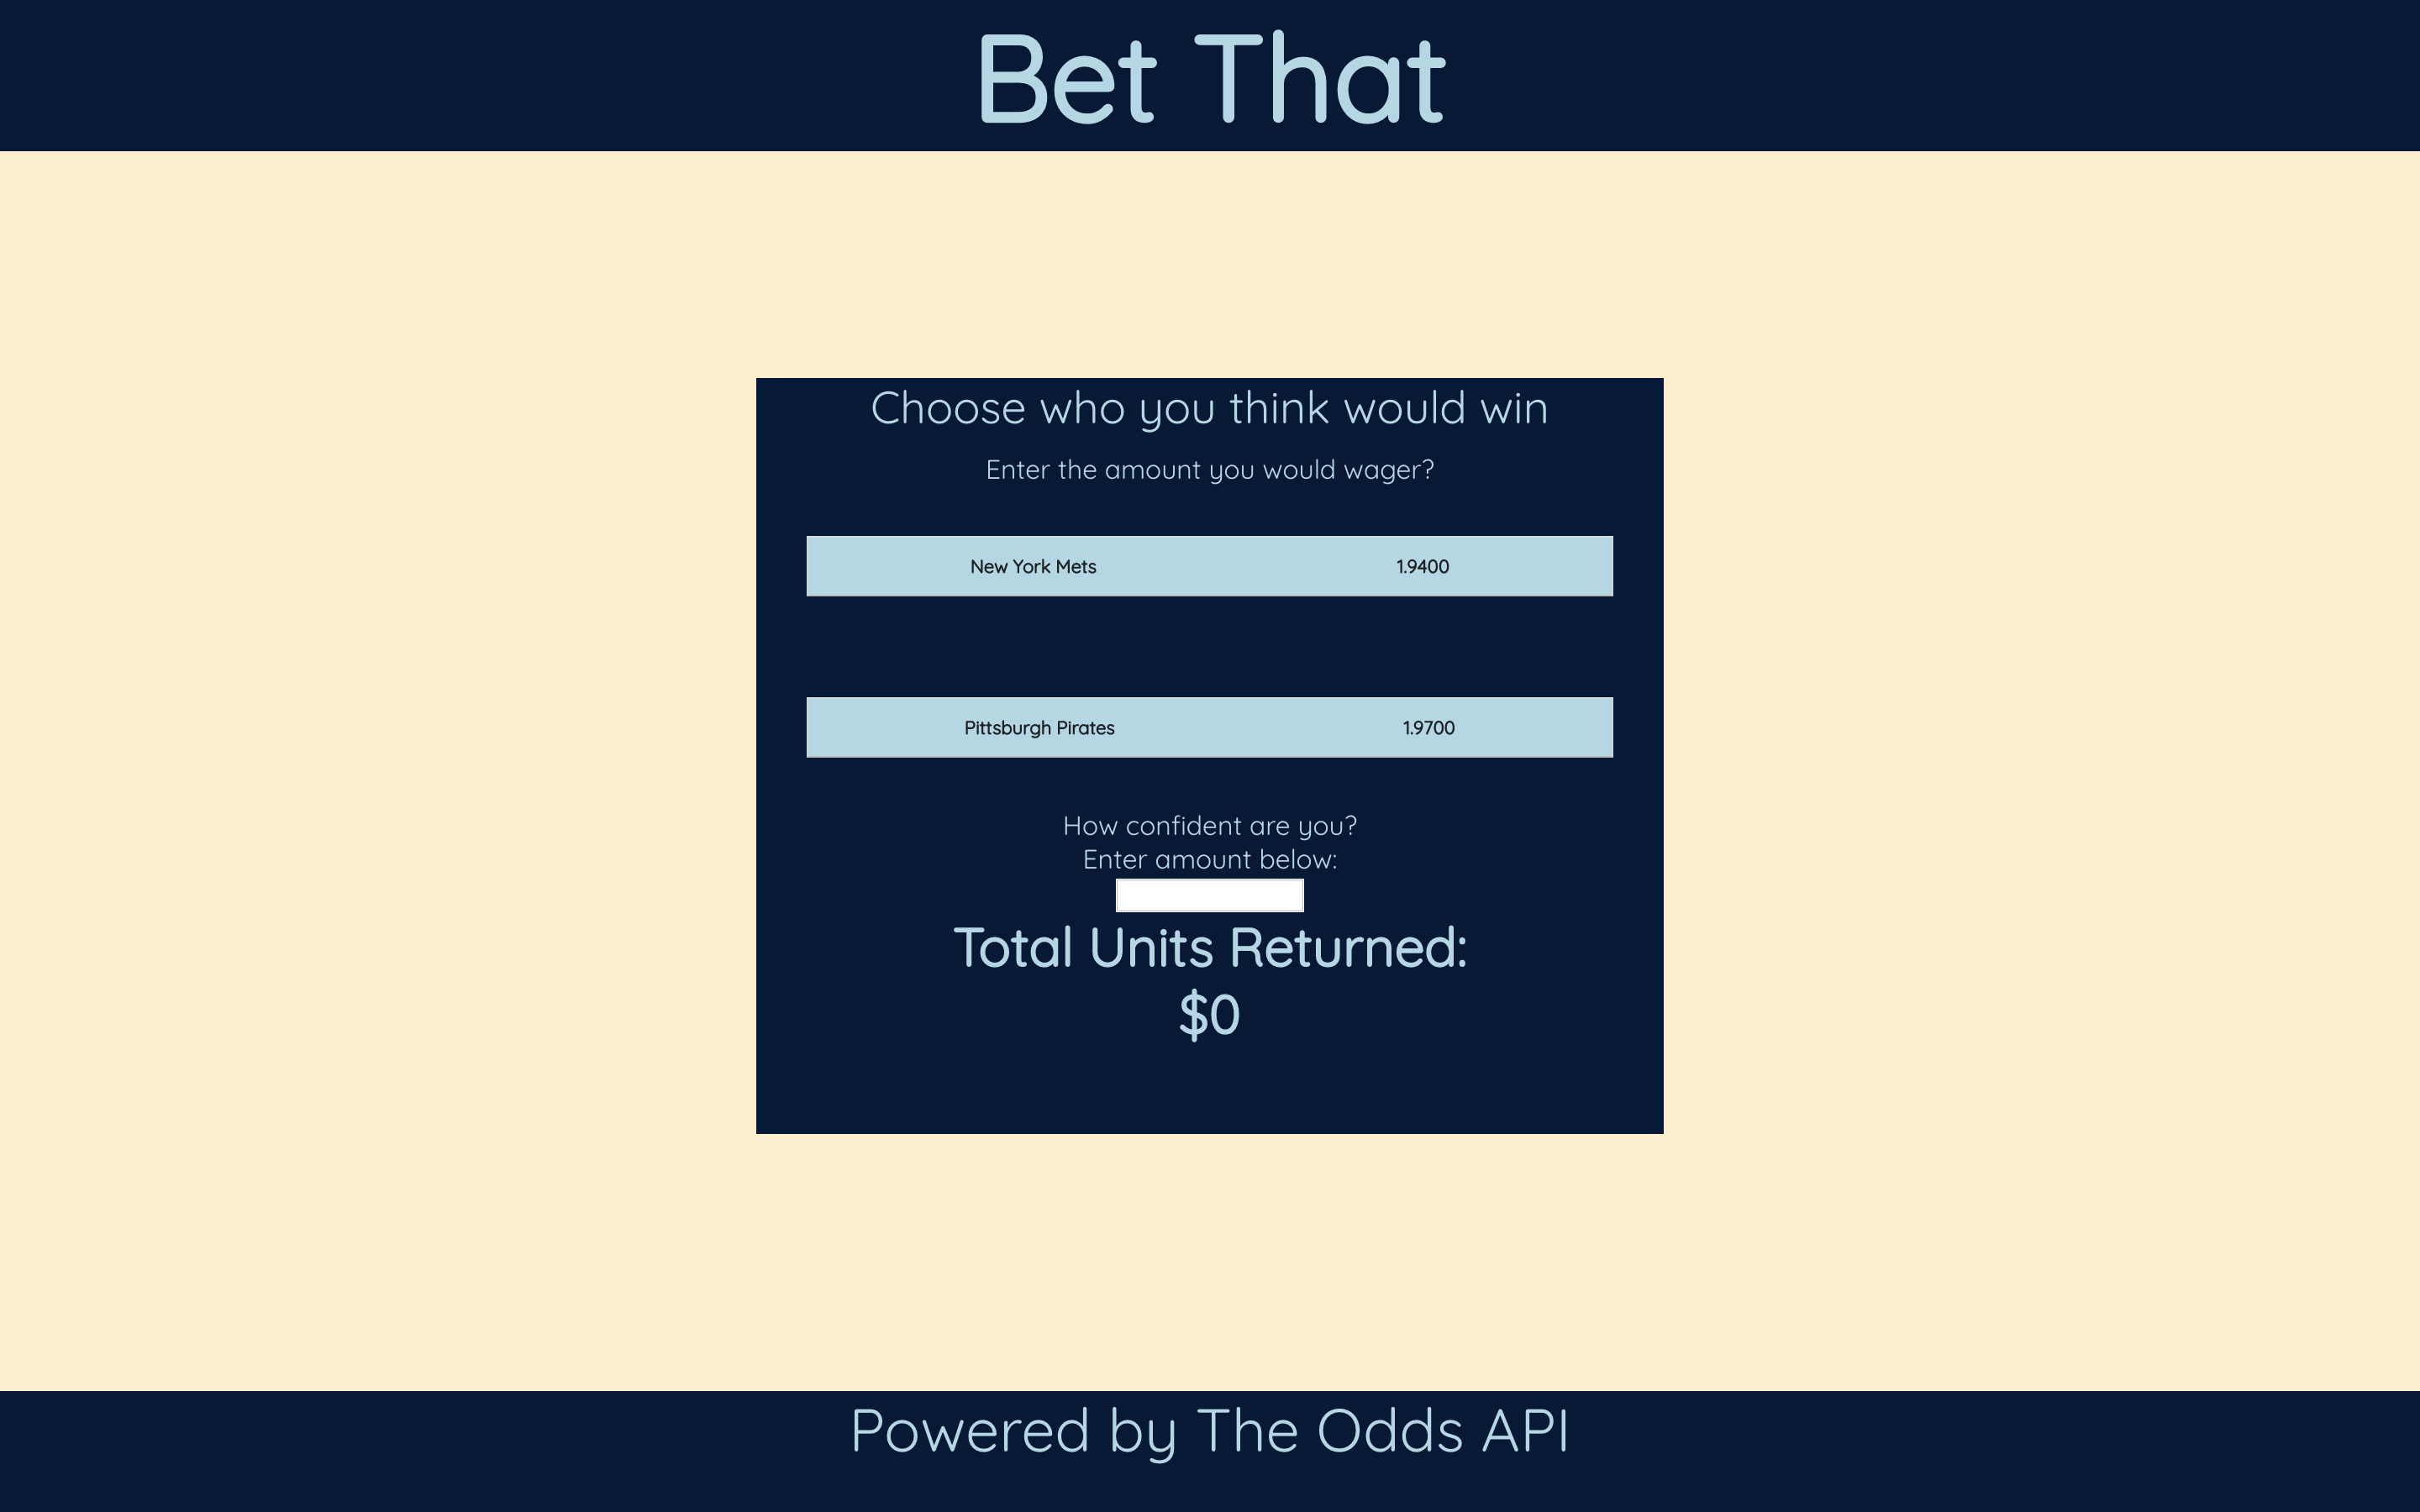 Bet That
Choose who you think would win
Enter the amount you would wager?
New York Mets 1.9400
Pittsburgh Pirates 1.9700
How confident are you?
Enter amount below:
Total Units Returned:
$0
Powered by The Odds API